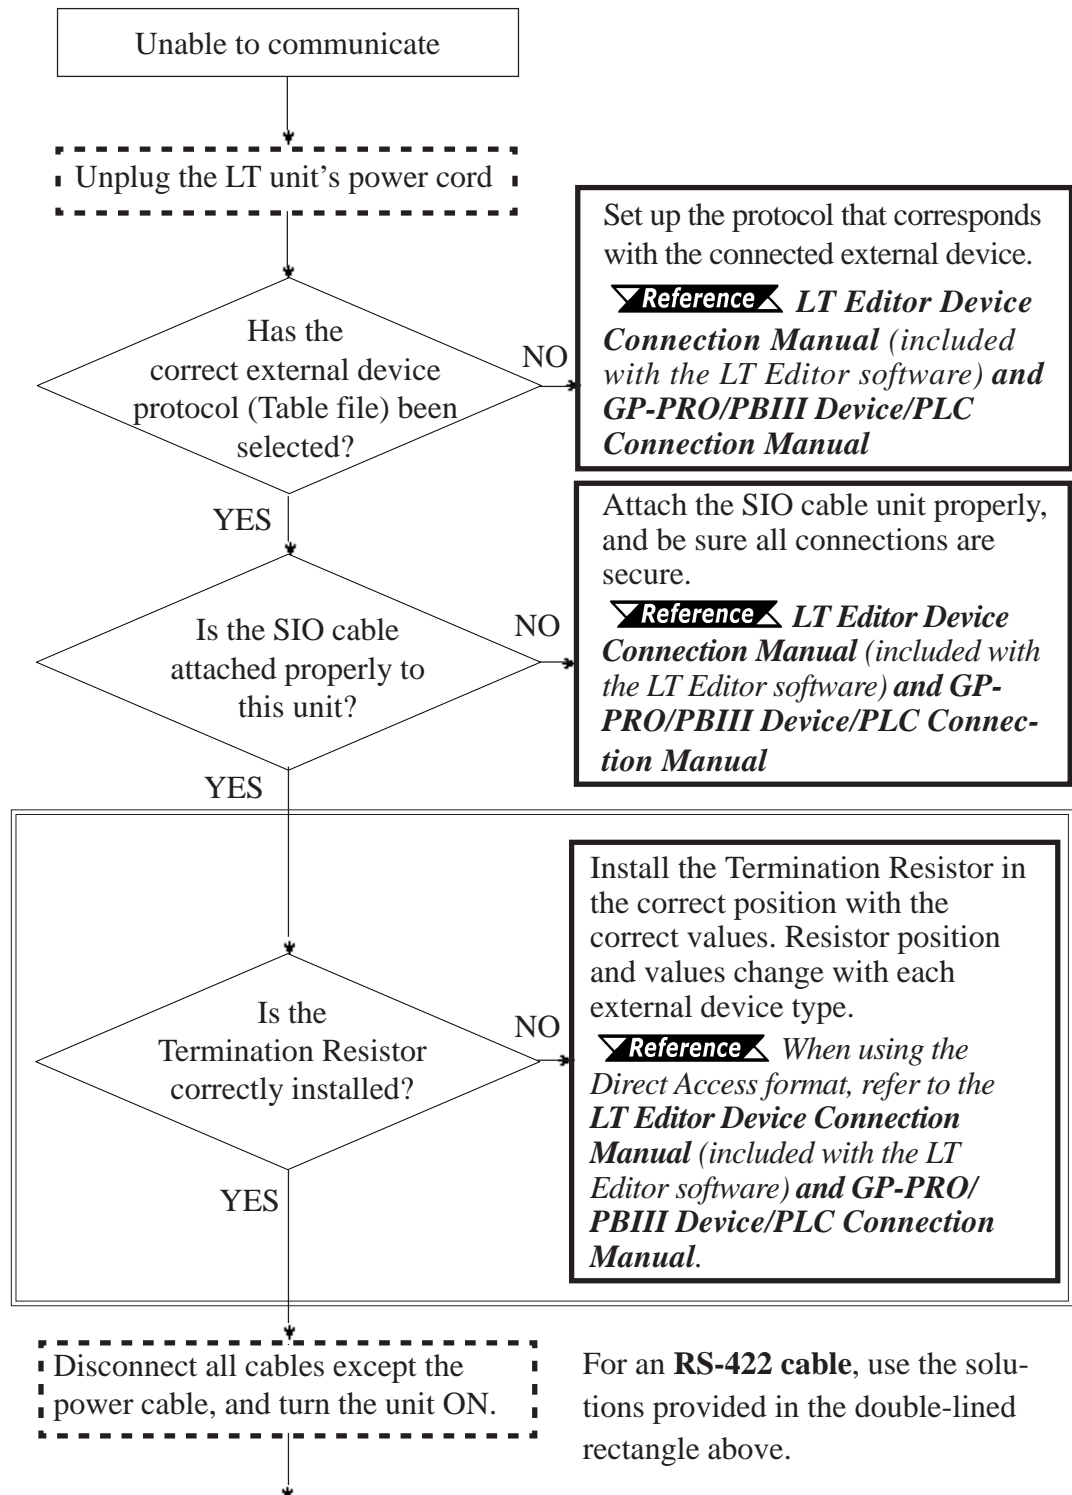 Unable to communicate
Unplug the LT unit's power cord
Set up the protocol that corresponds
with the connected external device.
Reference LT Editor Device
Connection Manual (included
with the LT Editor software) and
GP-PRO/PBIII Device/PLC
Connection Manual
Has the
correct external device
protocol (Table file) been
selected?
NO
YES
Attach the SIO cable unit properly,
and be sure all connections are
secure.
Reference LT Editor Device
Connection Manual (included with
the LT Editor software) and GP-
PRO/PBIII Device/PLC Connec-
tion Manual
Is the SIO cable
attached properly to
this unit?
NO
YES
Install the Termination Resistor in
the correct position with the
correct values. Resistor position
and values change with each
external device type.
Reference When using the
Direct Access format, refer to the
LT Editor Device Connection
Manual (included with the LT
Editor software) and GP-PRO/
PBIII Device/PLC Connection
Manual.
Is the
Termination Resistor
correctly installed?
NO
YES
Disconnect all cables except the
power cable, and turn the unit ON.
For an RS-422 cable, use the solu-
tions provided in the double-lined
rectangle above.